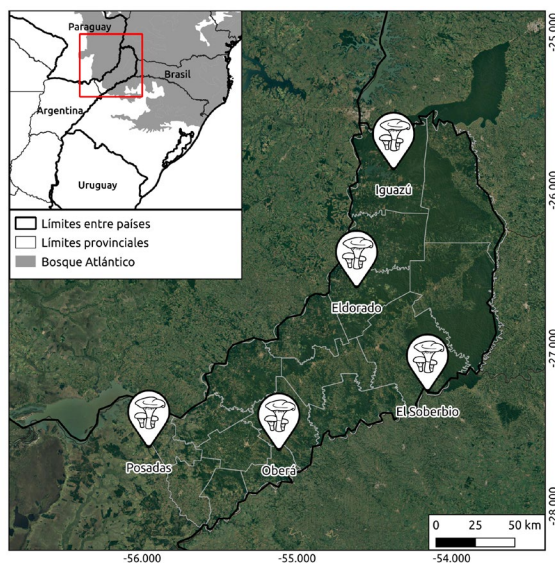 Paraguay
Brasil
Argentina
Uruguay
Límites entre países
Límites provinciales
Bosque Atlántico
Iguazú
Eldorado
El Soberbio
Posadas
Oberá
0 25 50 km
-25.000
-26.000
-27.000
-28.000
-56.000 -55.000 -54.000